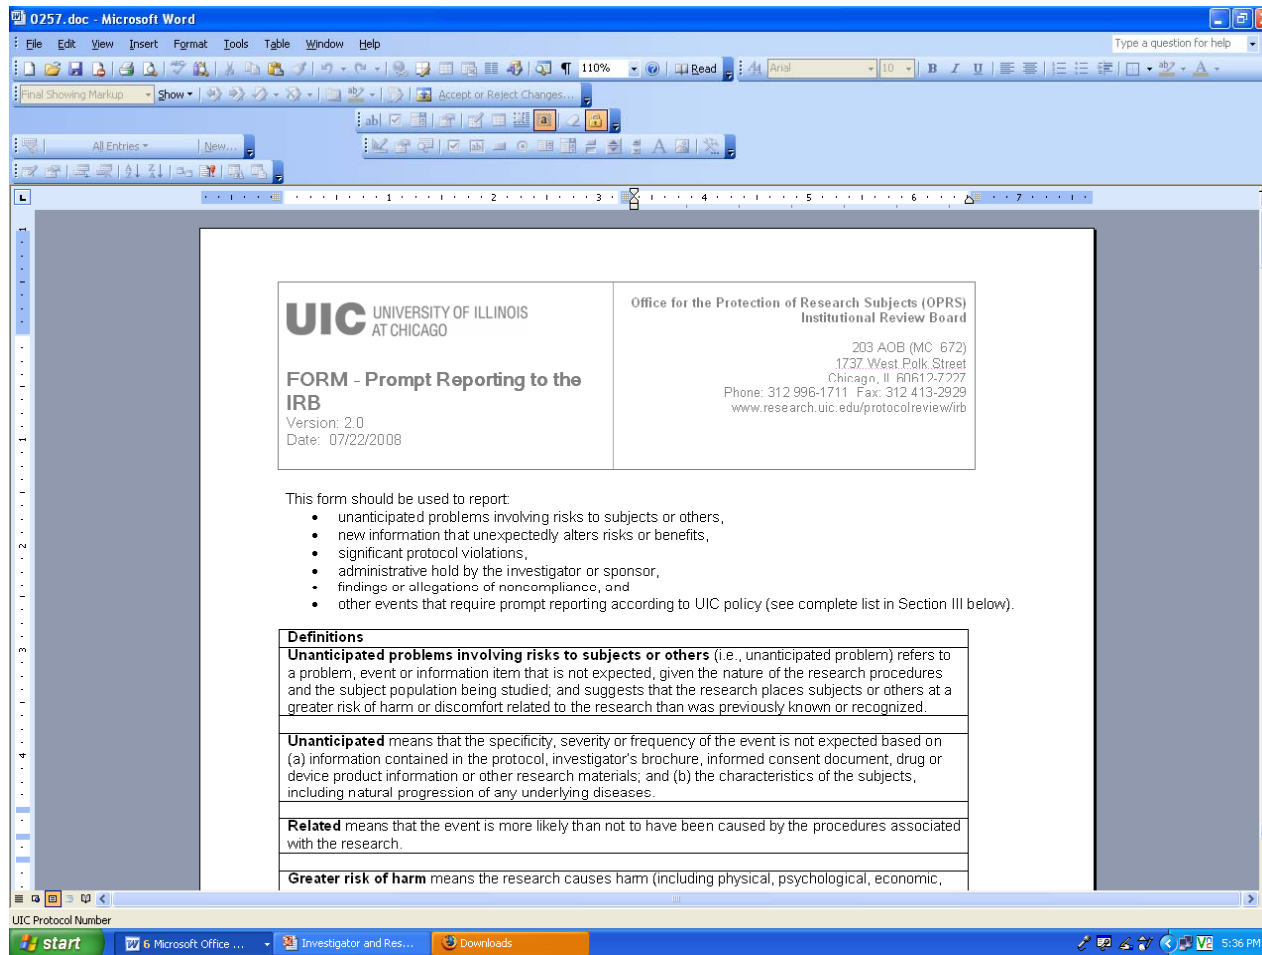 0257.doc - Microsoft Word
File Edit View Insert Format Tools Table Window Help
Type a question for help
110%
Read
Arial
10
B I U
Final Showing Markup
Show
Accept or Reject Changes...
ab|
All Entries
New...
1 2 3 4 5 6 7
UIC UNIVERSITY OF ILLINOIS
AT CHICAGO
FORM - Prompt Reporting to the
IRB
Version: 2.0
Date: 07/22/2008
Office for the Protection of Research Subjects (OPRS)
Institutional Review Board
203 AOB (MC 672)
1737 West Polk Street
Chicago, IL 60612-7227
Phone: 312 996-1711 Fax: 312 413-2929
www.research.uic.edu/protocolreview/irb
This form should be used to report:
• unanticipated problems involving risks to subjects or others,
• new information that unexpectedly alters risks or benefits,
• significant protocol violations,
• administrative hold by the investigator or sponsor,
• findings or allegations of noncompliance, and
• other events that require prompt reporting according to UIC policy (see complete list in Section III below).
Definitions
Unanticipated problems involving risks to subjects or others (i.e., unanticipated problem) refers to
a problem, event or information item that is not expected, given the nature of the research procedures
and the subject population being studied; and suggests that the research places subjects or others at a
greater risk of harm or discomfort related to the research than was previously known or recognized.
Unanticipated means that the specificity, severity or frequency of the event is not expected based on
(a) information contained in the protocol, investigator's brochure, informed consent document, drug or
device product information or other research materials; and (b) the characteristics of the subjects,
including natural progression of any underlying diseases.
Related means that the event is more likely than not to have been caused by the procedures associated
with the research.
Greater risk of harm means the research causes harm (including physical, psychological, economic,
UIC Protocol Number
start
6 Microsoft Office ...
Investigator and Res...
Downloads
5:36 PM